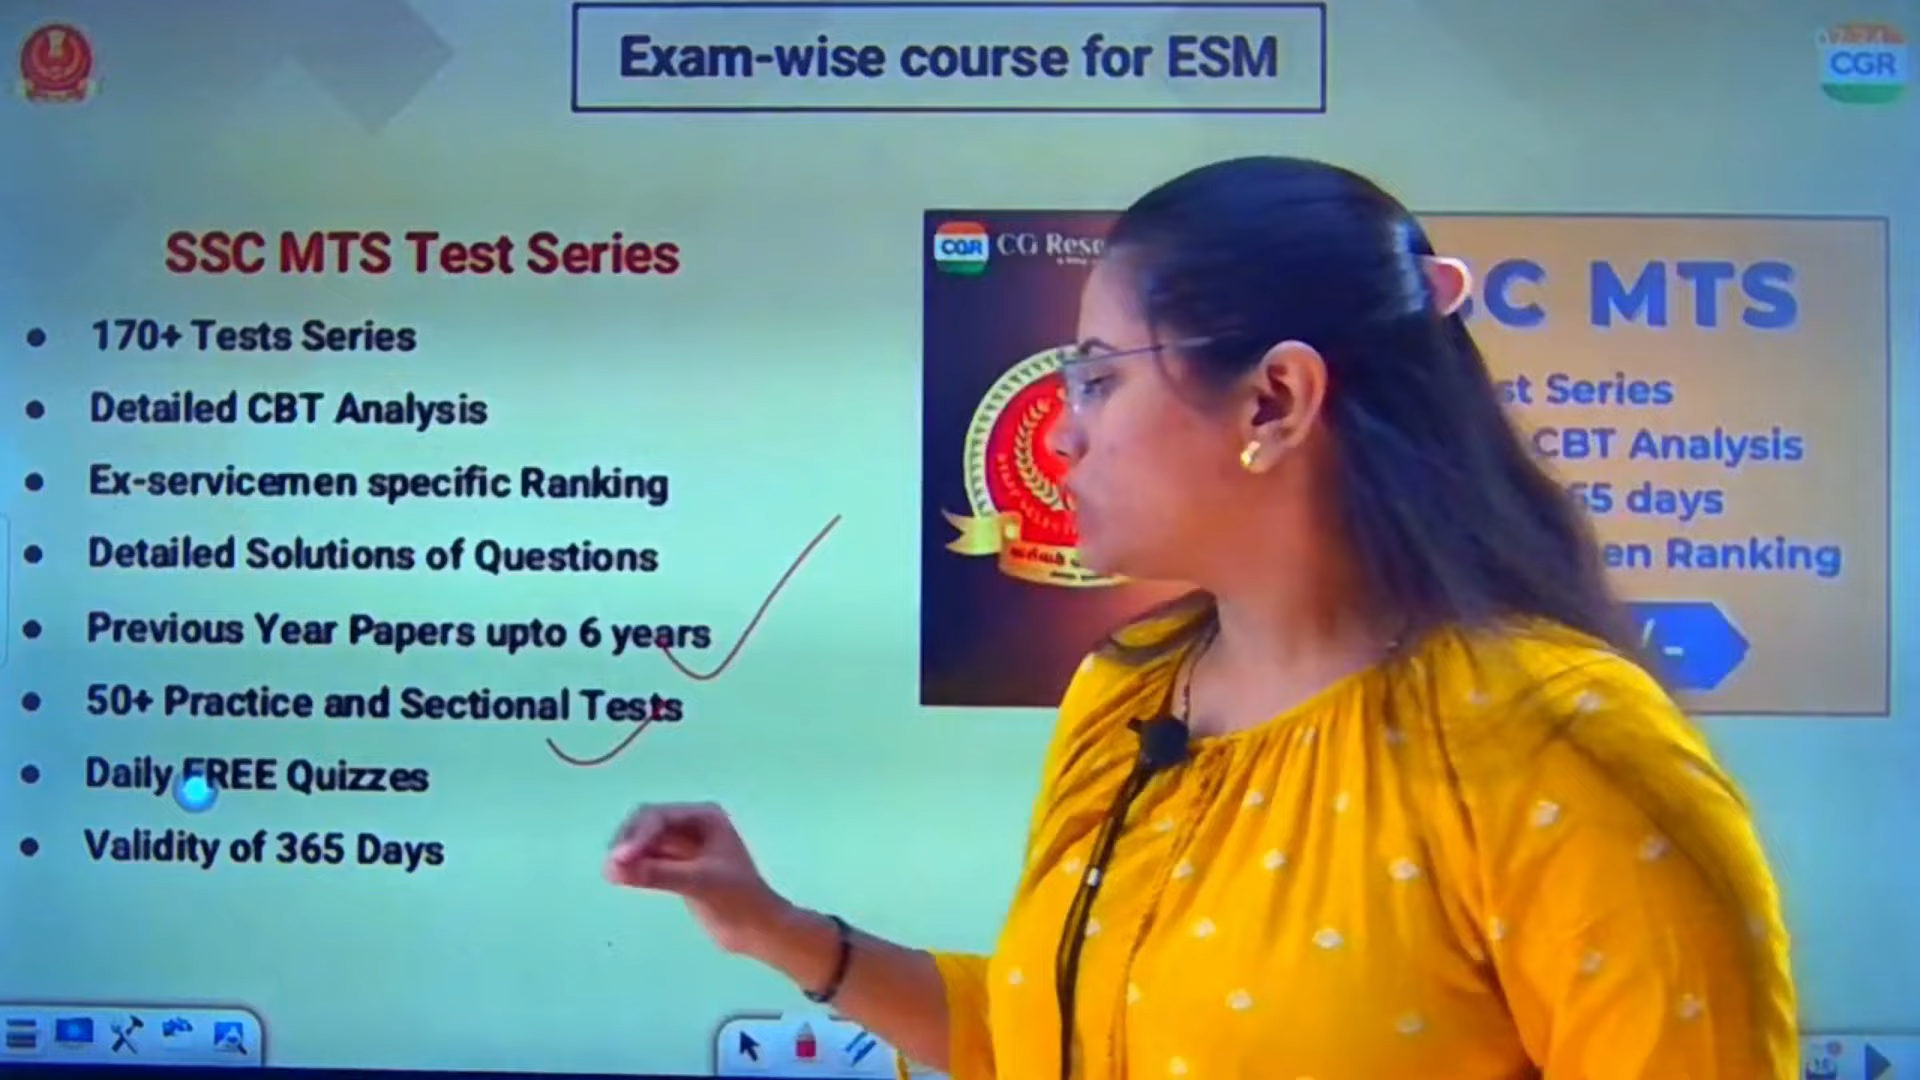 Exam-wise course for ESM
CGR
SSC MTS Test Series
170+ Tests Series
Detailed CBT Analysis
Ex-servicemen specific Ranking
Detailed Solutions of Questions
Previous Year Papers upto 6 years
50+ Practice and Sectional Tests
Daily FREE Quizzes
Validity of 365 Days
CGR CG Rese
C MTS
st Series
CBT Analysis
65 days
en Ranking
/-